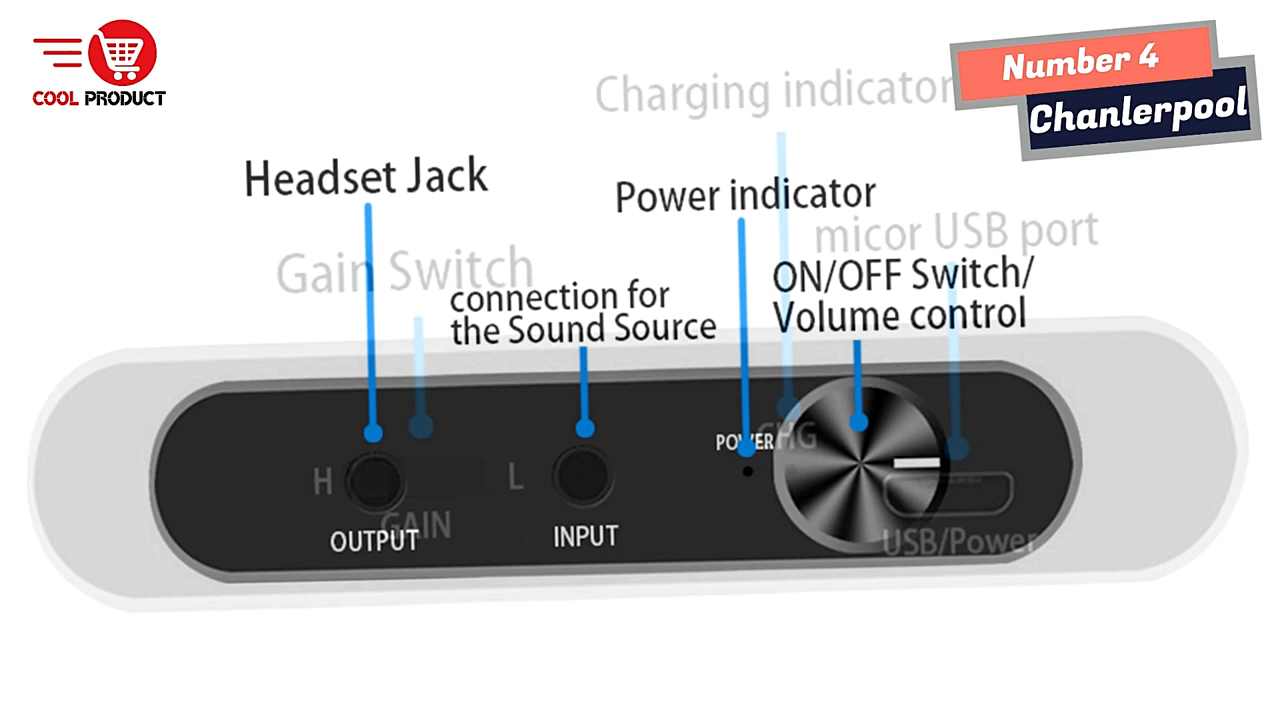 COOL PRODUCT
Number 4
Chanlerpool
Charging indicator
Headset Jack
Power indicator
micor USB port
Gain Switch
ON/OFF Switch/
Volume control
connection for
the Sound Source
POWER
CHG
H
L
GAIN
OUTPUT
INPUT
USB/Power